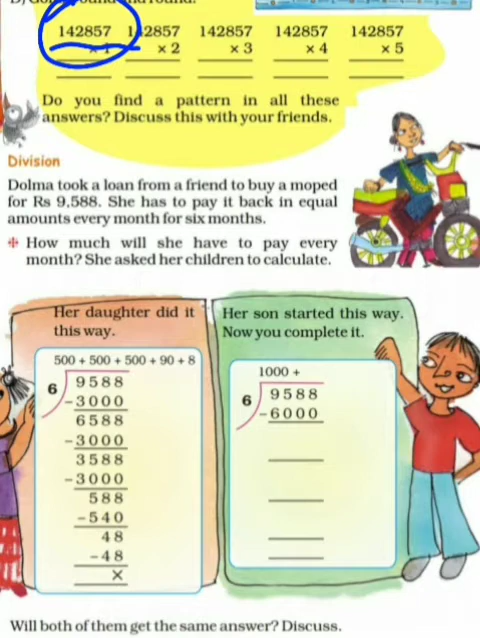 142857 142857 142857 142857 142857
x 1 x 2 x 3 x 4 x 5
Do you find a pattern in all these
answers? Discuss this with your friends.
Division
Dolma took a loan from a friend to buy a moped
for Rs 9,588. She has to pay it back in equal
amounts every month for six months.
How much will she have to pay every
month? She asked her children to calculate.
Her daughter did it
this way.
500 + 500 + 500 + 90 + 8
6 9588
–3000
6588
–3000
3588
–3000
588
–540
48
–48
x
Her son started this way.
Now you complete it.
1000 +
6 9588
–6000
Will both of them get the same answer? Discuss.